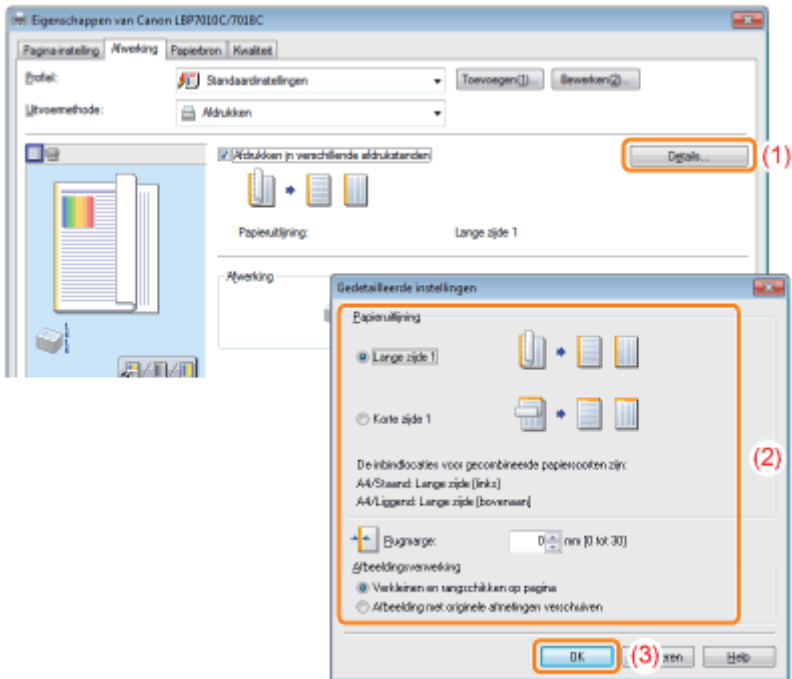 Eigenschappen van Canon LBP7010C/7018C
Pagina-instelling Afwerking Papierbron Kwaliteit
Profiel: Standaardinstellingen Toevoegen(1)... Bewerken(2)...
Uitvoermethode: Afdrukken
Afdrukken in verschillende afdrukstanden Details... (1)
Papieruitlijning: Lange zijde 1
Afwerking
Gedetailleerde instellingen
Papieruitlijning
Lange zijde 1
Korte zijde 1
De inbindlocaties voor gecombineerde papiersoorten zijn:
A4/Staand: Lange zijde [links]
A4/Liggend: Lange zijde [bovenaan]
(2)
Rugmarge: 0 mm [0 tot 30]
Afbeeldingsverwerking
Verkleinen en rangschikken op pagina
Afbeelding met originele afmetingen verschuiven
OK (3) Help